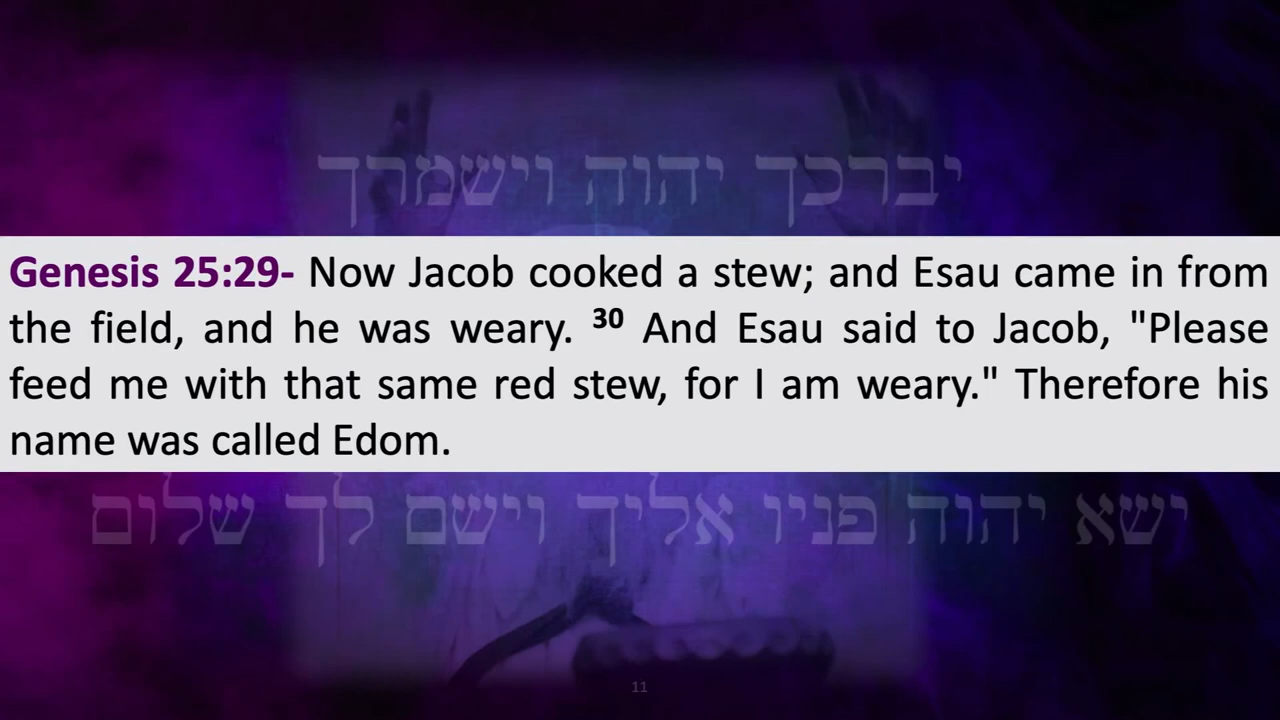 יברכך יהוה וישמרך
Genesis 25:29- Now Jacob cooked a stew; and Esau came in from
the field, and he was weary. 30 And Esau said to Jacob, "Please
feed me with that same red stew, for I am weary." Therefore his
name was called Edom.
ישא יהוה פניו אליך וישם לך שלום
11